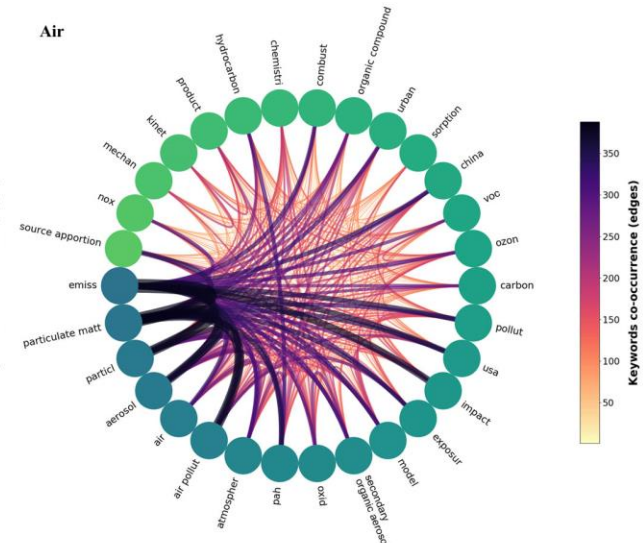 Air
hydrocarbon
chemistri
combust
organic compound
urban
sorption
china
voc
ozon
carbon
pollut
usa
impact
exposur
model
secondary
organic aeroso
oxid
pah
atmospher
air pollut
air
aerosol
particl
particulate matt
emiss
source apportion
nox
mechan
kinet
product
Keywords co-occurrence (edges)
350
300
250
200
150
100
50